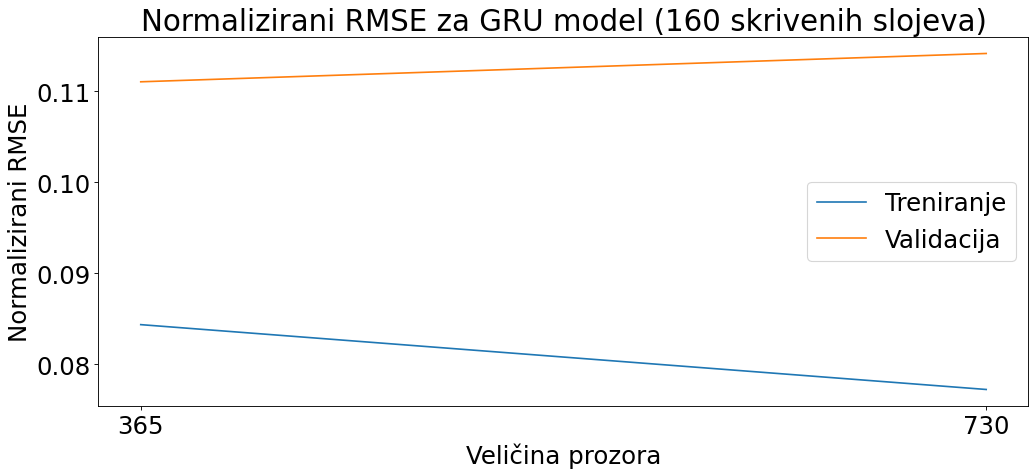 Normalizirani RMSE za GRU model (160 skrivenih slojeva)
Normalizirani RMSE
0.11
0.10
0.09
0.08
Treniranje
Validacija
365
730
Veličina prozora